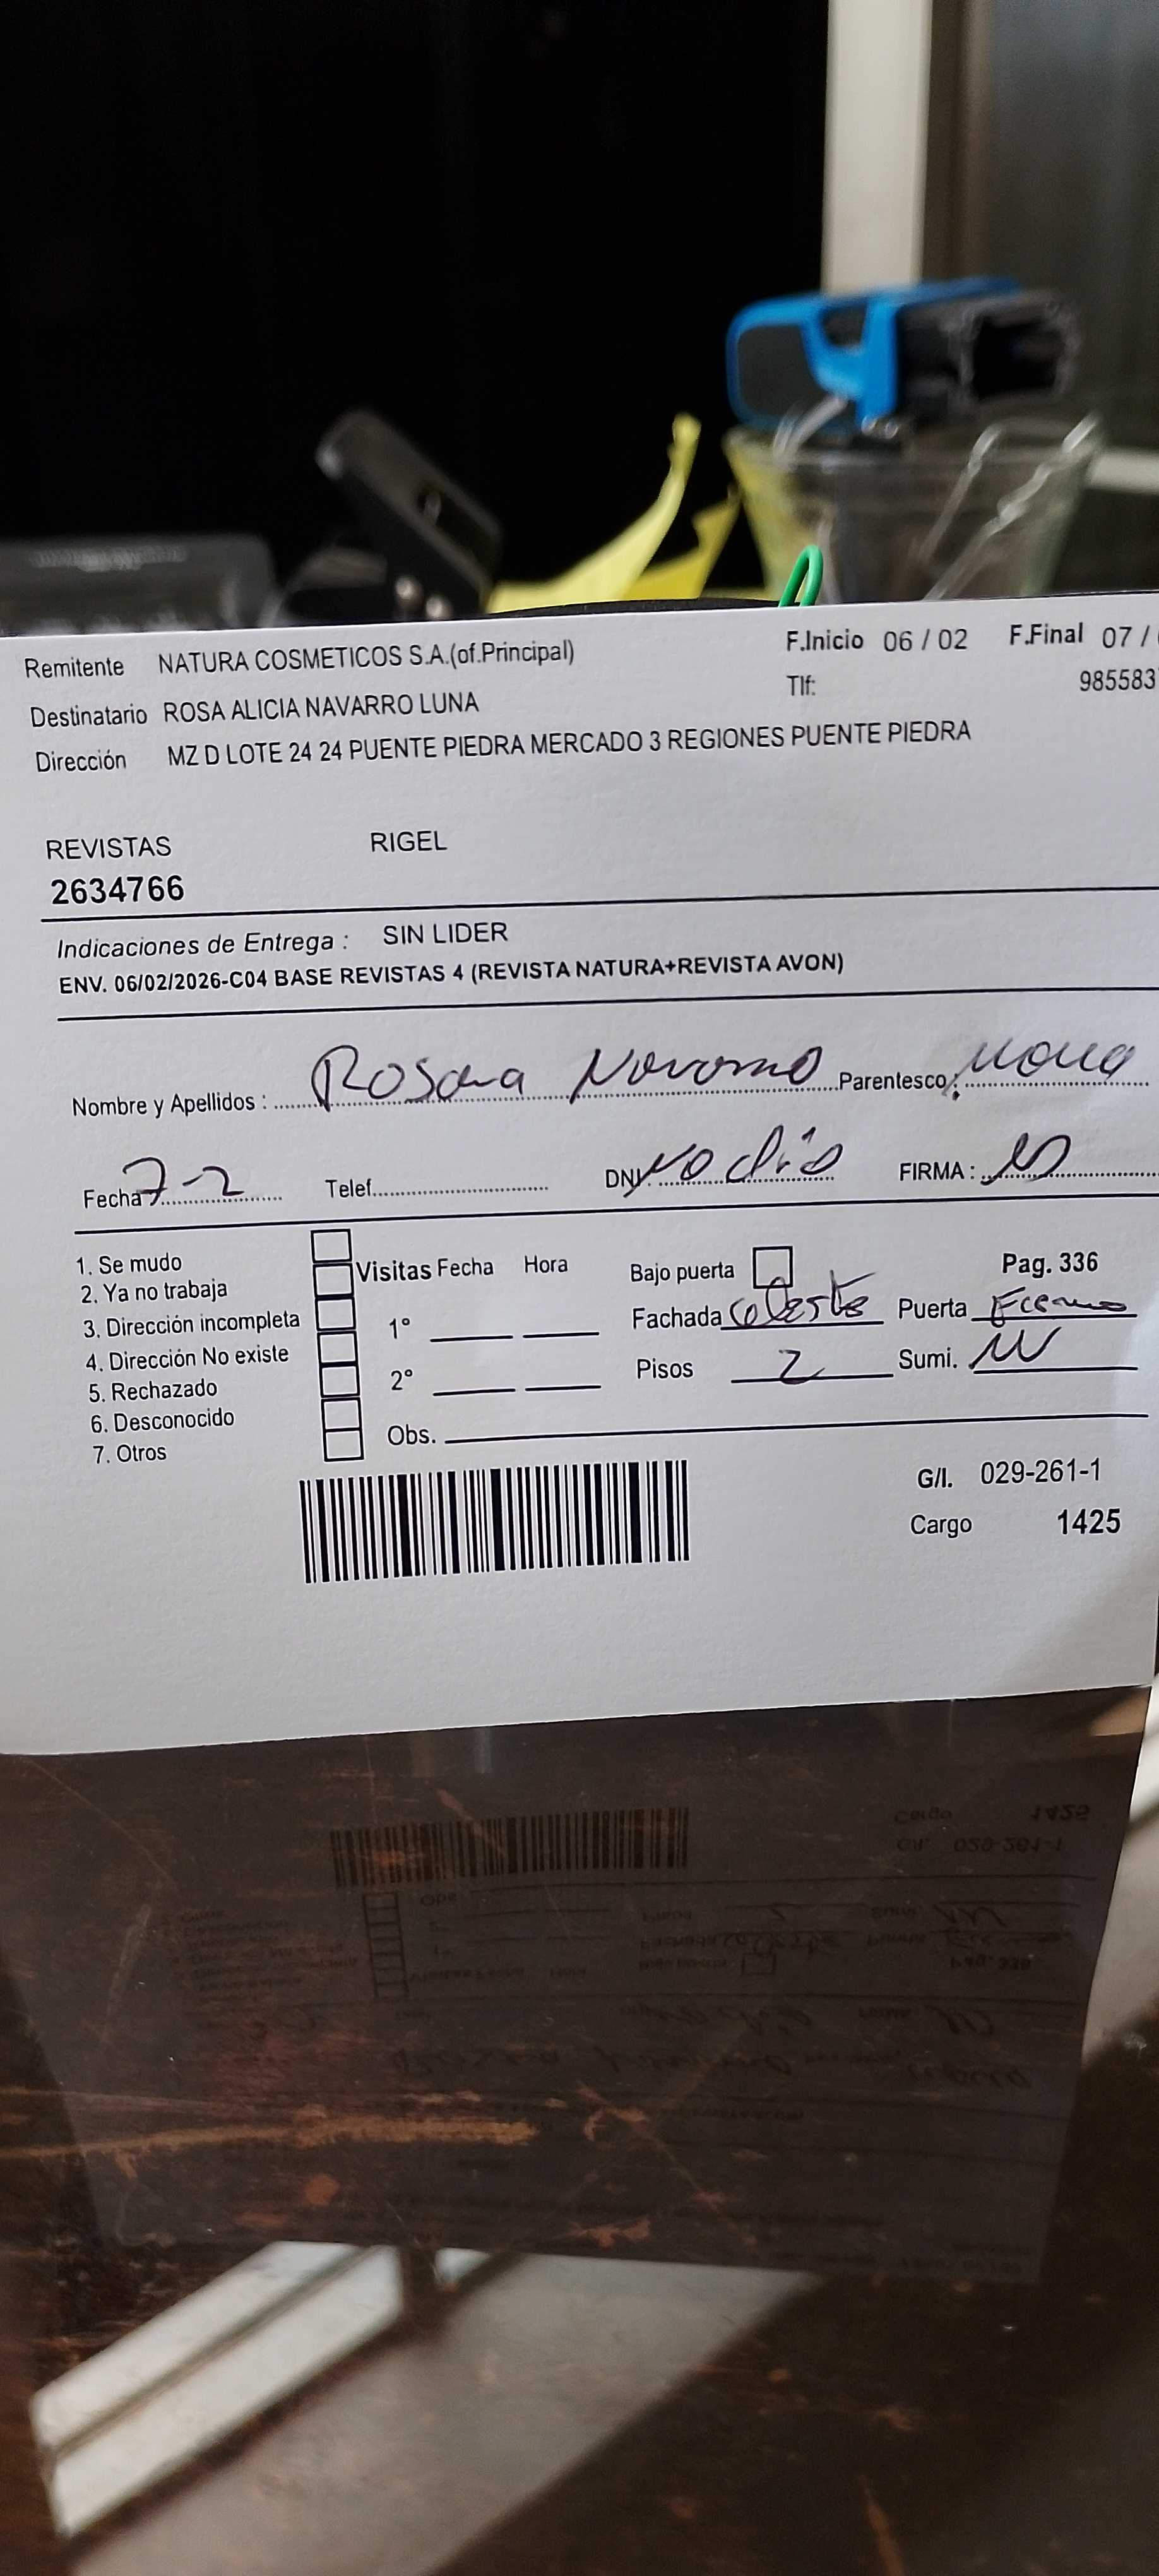 Remitente NATURA COSMETICOS S.A.(of.Principal) F.Inicio 06 / 02 F.Final 07 /
Destinatario ROSA ALICIA NAVARRO LUNA Tlf: 985583
Dirección MZ D LOTE 24 24 PUENTE PIEDRA MERCADO 3 REGIONES PUENTE PIEDRA
REVISTAS RIGEL
2634766
Indicaciones de Entrega : SIN LIDER
ENV. 06/02/2026-C04 BASE REVISTAS 4 (REVISTA NATURA+REVISTA AVON)
Nombre y Apellidos : Rosana Navarro Parentesco :
Fecha 7-2 Telef. DNI No dio FIRMA :
1. Se mudo
2. Ya no trabaja
3. Dirección incompleta
4. Dirección No existe
5. Rechazado
6. Desconocido
7. Otros
Visitas Fecha Hora
1°
2°
Obs.
Bajo puerta Pag. 336
Fachada celeste Puerta
Pisos 2 Sumi.
G/I. 029-261-1
Cargo 1425